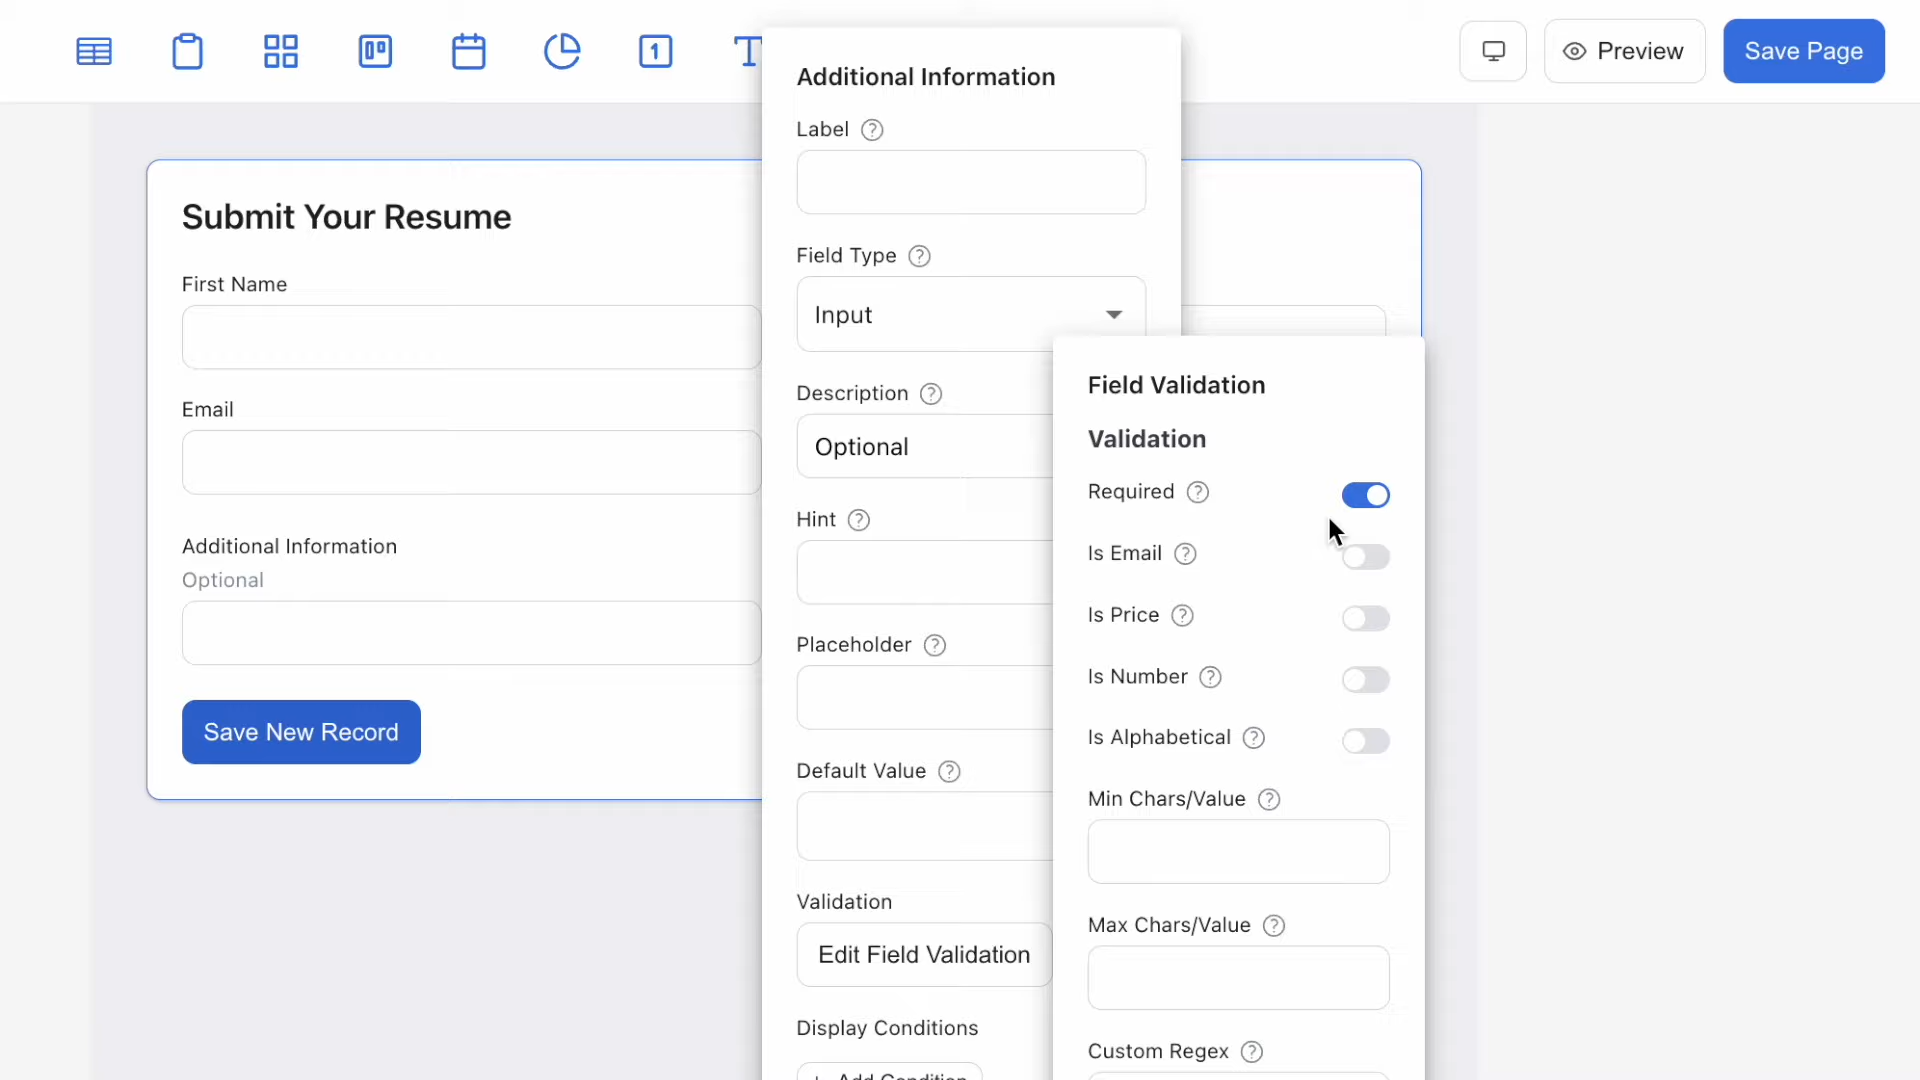 Preview
Save Page
Submit Your Resume
First Name
Email
Additional Information
Optional
Save New Record
Additional Information
Label
Field Type
Input
Description
Optional
Hint
Placeholder
Default Value
Validation
Edit Field Validation
Display Conditions
+ Add Condition
Field Validation
Validation
Required
Is Email
Is Price
Is Number
Is Alphabetical
Min Chars/Value
Max Chars/Value
Custom Regex